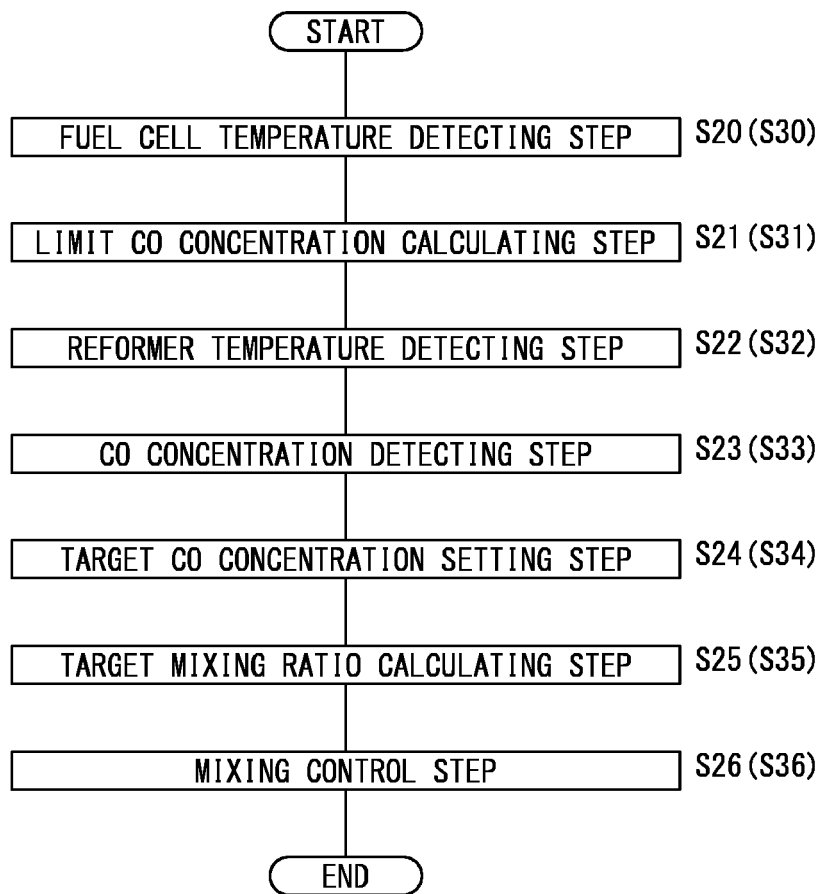 START
FUEL CELL TEMPERATURE DETECTING STEP S20(S30)
LIMIT CO CONCENTRATION CALCULATING STEP S21(S31)
REFORMER TEMPERATURE DETECTING STEP S22(S32)
CO CONCENTRATION DETECTING STEP S23(S33)
TARGET CO CONCENTRATION SETTING STEP S24(S34)
TARGET MIXING RATIO CALCULATING STEP S25(S35)
MIXING CONTROL STEP S26(S36)
END